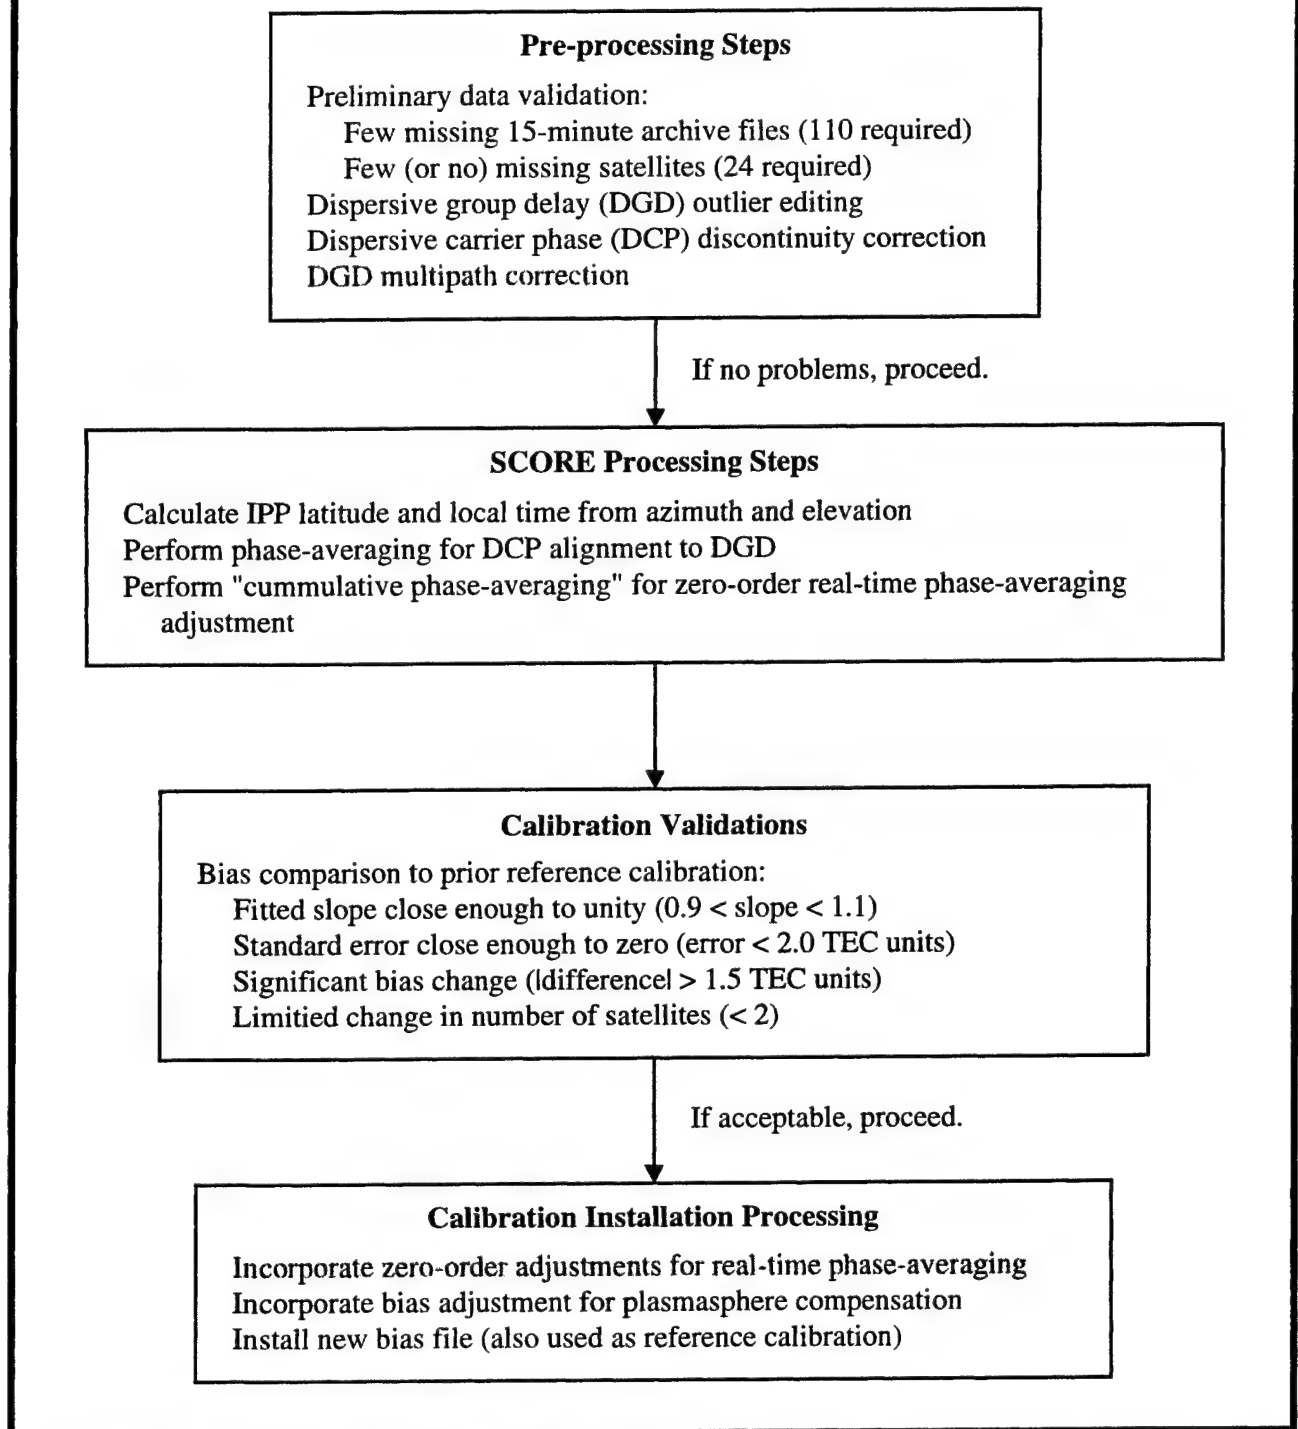 Pre-processing Steps
Preliminary data validation:
Few missing 15-minute archive files (110 required)
Few (or no) missing satellites (24 required)
Dispersive group delay (DGD) outlier editing
Dispersive carrier phase (DCP) discontinuity correction
DGD multipath correction
If no problems, proceed.
SCORE Processing Steps
Calculate IPP latitude and local time from azimuth and elevation
Perform phase-averaging for DCP alignment to DGD
Perform "cummulative phase-averaging" for zero-order real-time phase-averaging
adjustment
Calibration Validations
Bias comparison to prior reference calibration:
Fitted slope close enough to unity (0.9 < slope < 1.1)
Standard error close enough to zero (error < 2.0 TEC units)
Significant bias change (|difference| > 1.5 TEC units)
Limitied change in number of satellites (< 2)
If acceptable, proceed.
Calibration Installation Processing
Incorporate zero-order adjustments for real-time phase-averaging
Incorporate bias adjustment for plasmasphere compensation
Install new bias file (also used as reference calibration)